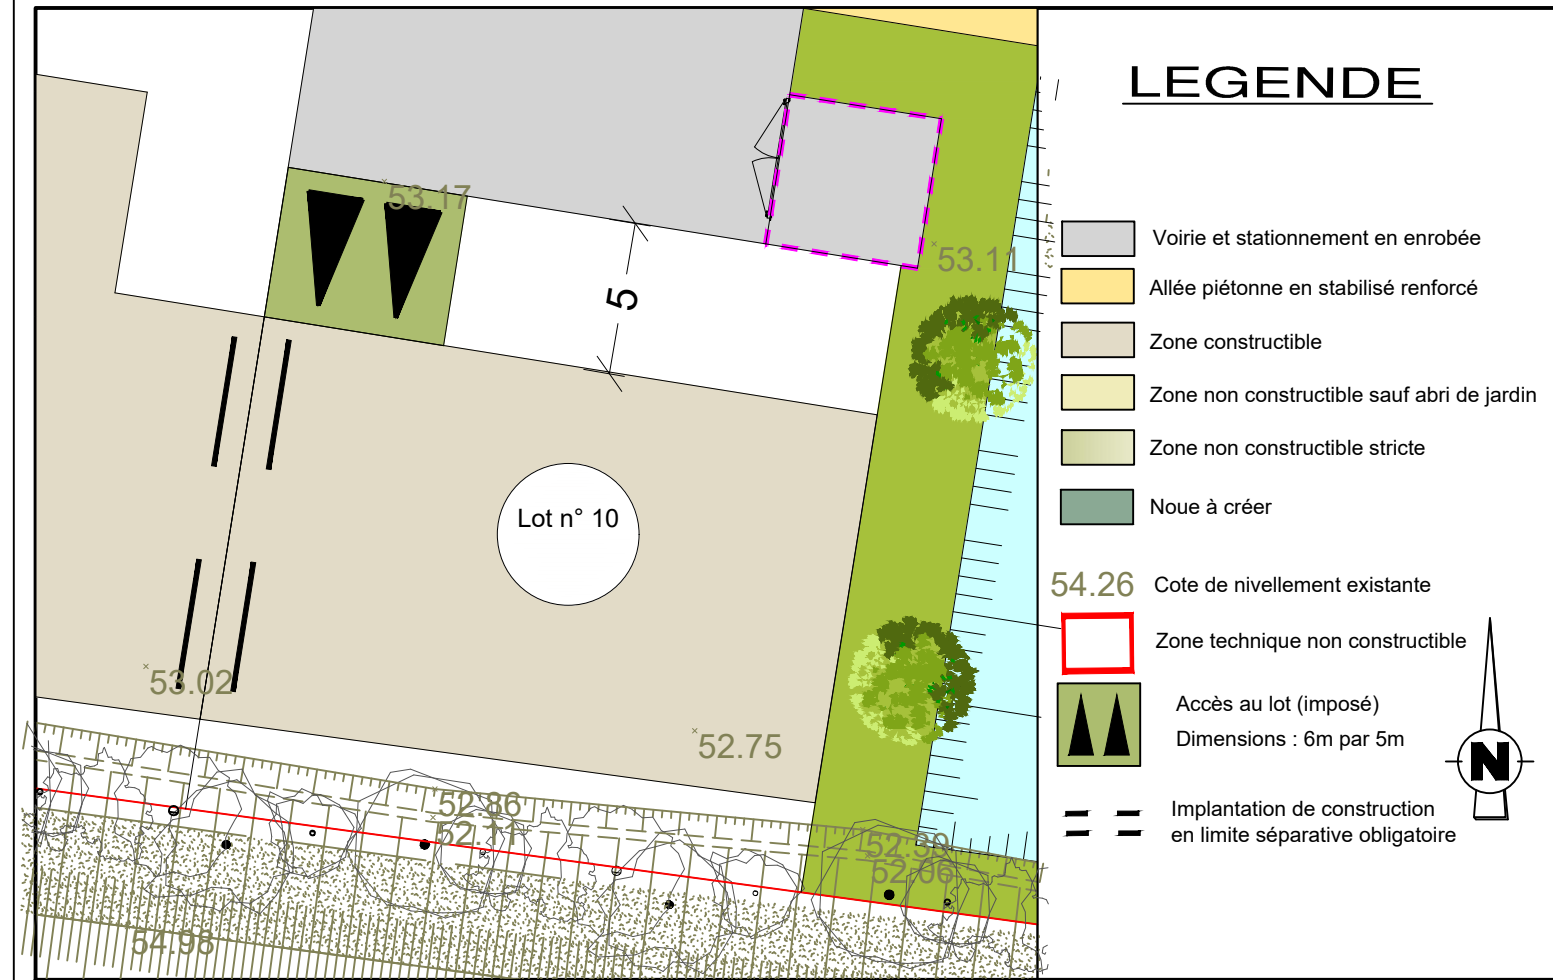 LEGENDE
53.17
Voirie et stationnement en enrobée
53.11
Allée piétonne en stabilisé renforcé
5
Zone constructible
Zone non constructible sauf abri de jardin
Zone non constructible stricte
Lot n° 10
Noue à créer
54.26
Cote de nivellement existante
Zone technique non constructible
53.02
Accès au lot (imposé)
Dimensions : 6m par 5m
52.75
N
52.86
Implantation de construction
52.11
en limite séparative obligatoire
52.39
52.06
54.98